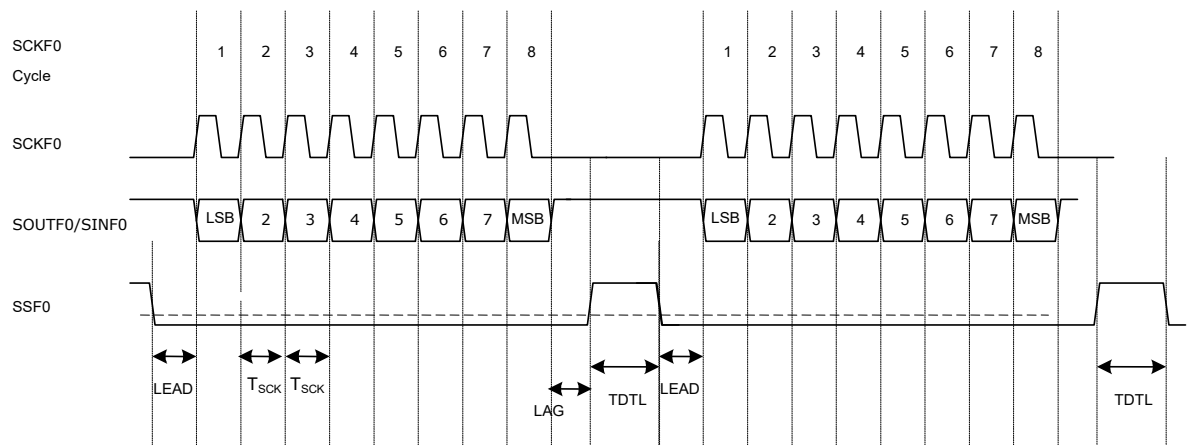 SCKF0
Cycle
1 2 3 4 5 6 7 8 1 2 3 4 5 6 7 8
SCKF0
SOUTF0/SINF0
LSB 2 3 4 5 6 7 MSB LSB 2 3 4 5 6 7 MSB
SSF0
LEAD TSCK TSCK LAG TDTL LEAD TDTL